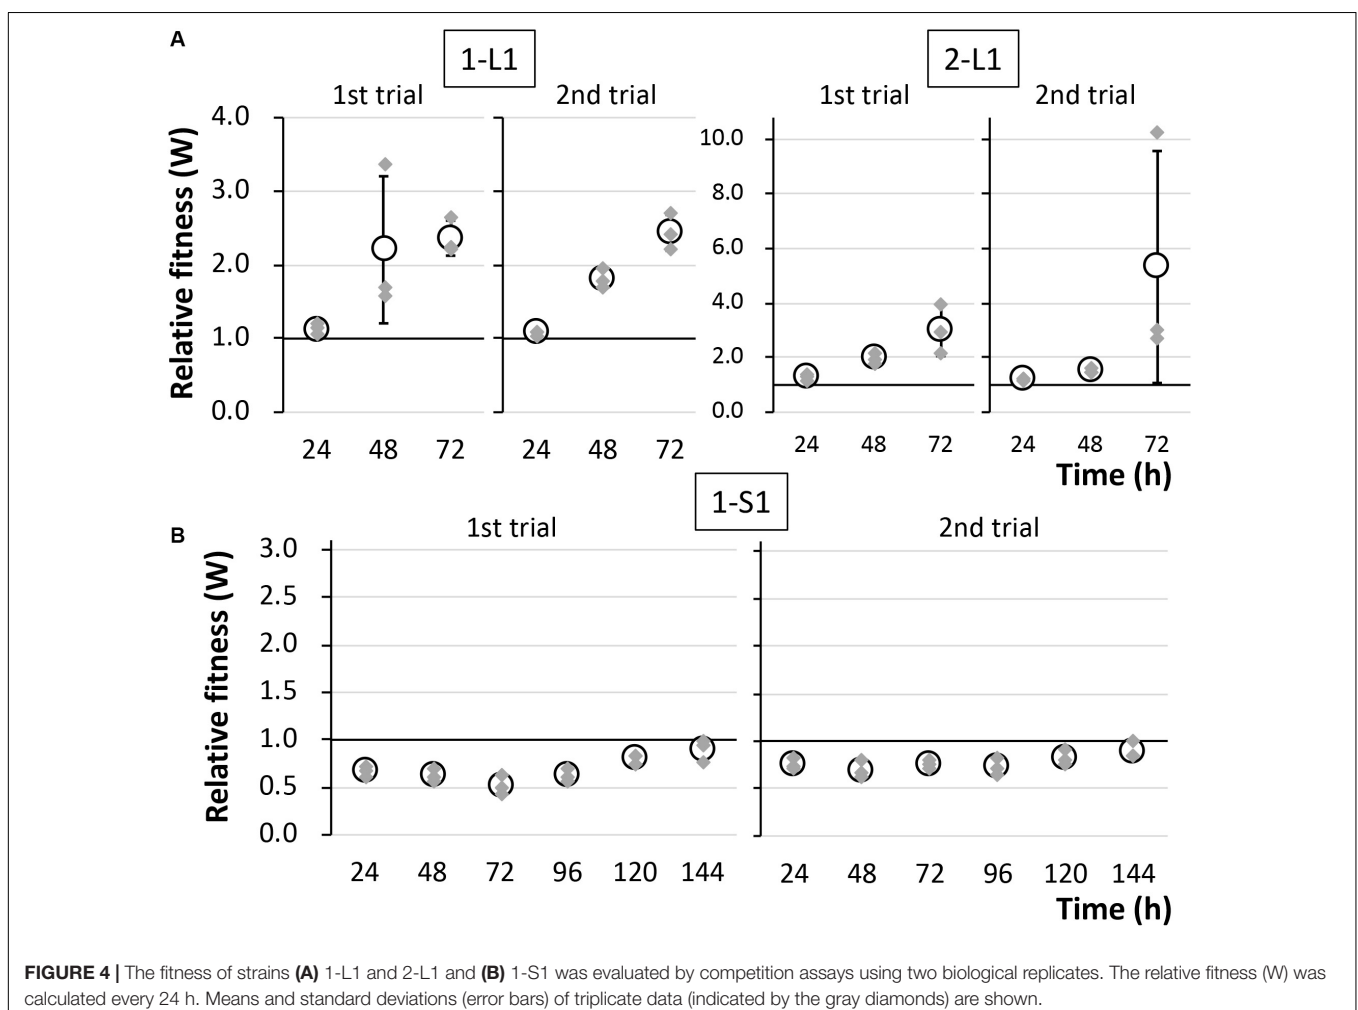 A
1-L1
2-L1
1st trial
2nd trial
1st trial
2nd trial
Relative fitness (W)
4.0
3.0
2.0
1.0
0.0
10.0
8.0
6.0
4.0
2.0
0.0
24 48 72
24 48 72
24 48 72
24 48 72
Time (h)
1-S1
B
1st trial
2nd trial
Relative fitness (W)
3.0
2.5
2.0
1.5
1.0
0.5
0.0
24 48 72 96 120 144
24 48 72 96 120 144
Time (h)
FIGURE 4 | The fitness of strains (A) 1-L1 and 2-L1 and (B) 1-S1 was evaluated by competition assays using two biological replicates. The relative fitness (W) was
calculated every 24 h. Means and standard deviations (error bars) of triplicate data (indicated by the gray diamonds) are shown.